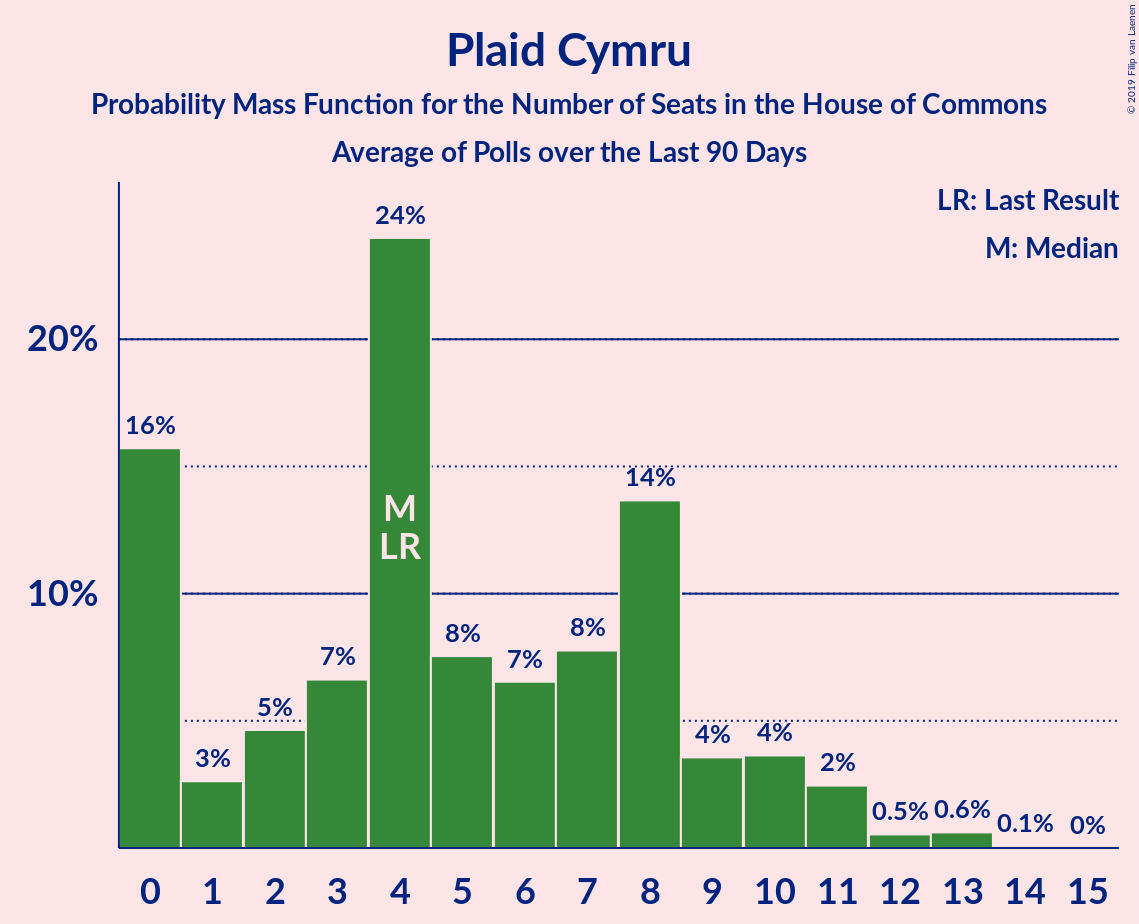 Plaid Cymru
Probability Mass Function for the Number of Seats in the House of Commons
Average of Polls over the Last 90 Days
© 2019 Filip van Laenen
LR: Last Result
M: Median
20%
10%
16%
3%
5%
7%
24%
M
LR
8%
7%
8%
14%
4%
4%
2%
0.5%
0.6%
0.1%
0%
0 1 2 3 4 5 6 7 8 9 10 11 12 13 14 15